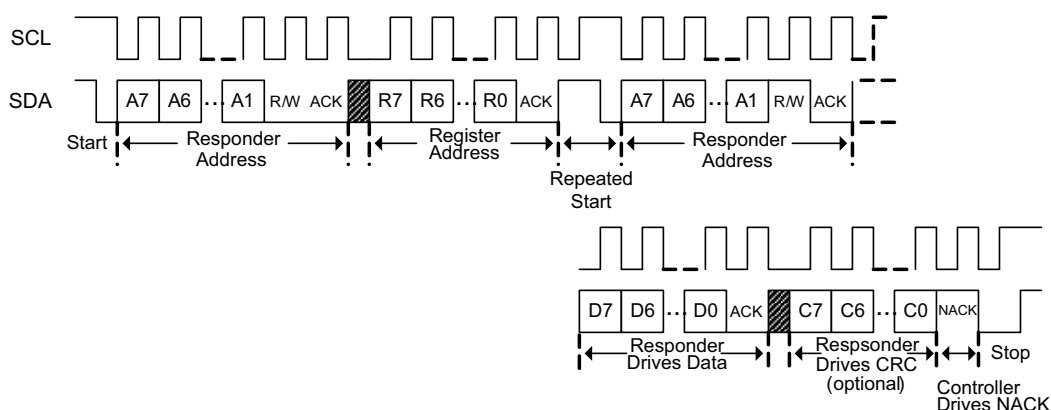 SCL
SDA A7 A6 ... A1 R/W ACK R7 R6 ... R0 ACK A7 A6 ... A1 R/W ACK
Start Responder Address Register Address Repeated Start Responder Address
D7 D6 ... D0 ACK C7 C6 ... C0 NACK
Responder Drives Data Respsonder Drives CRC (optional) Stop
Controller Drives NACK